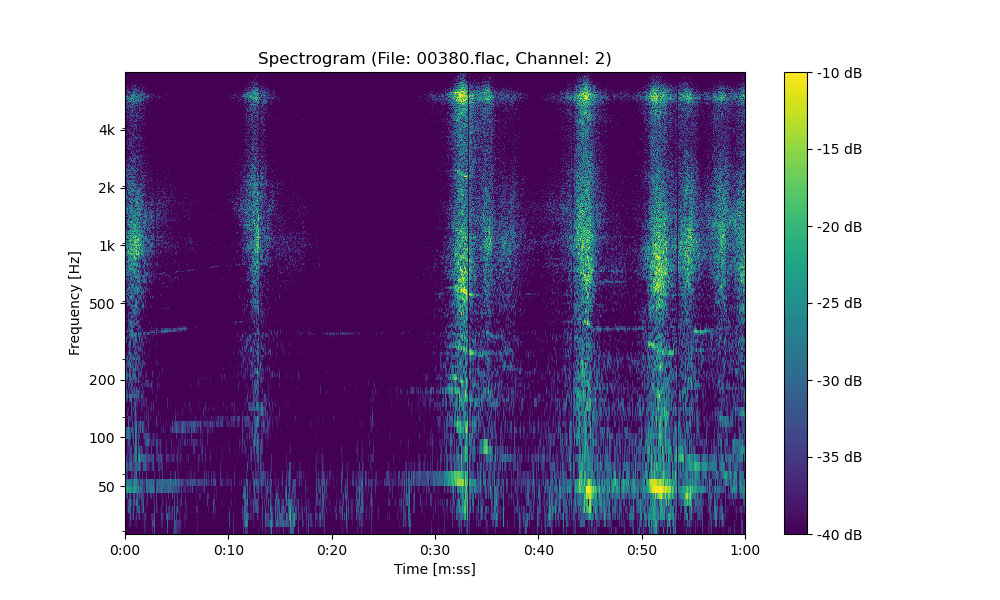 Spectrogram (File: 00380.flac, Channel: 2)
Frequency [Hz]
4k
2k
1k
500
200
100
50
0:00 0:10 0:20 0:30 0:40 0:50 1:00
Time [m:ss]
-10 dB
-15 dB
-20 dB
-25 dB
-30 dB
-35 dB
-40 dB